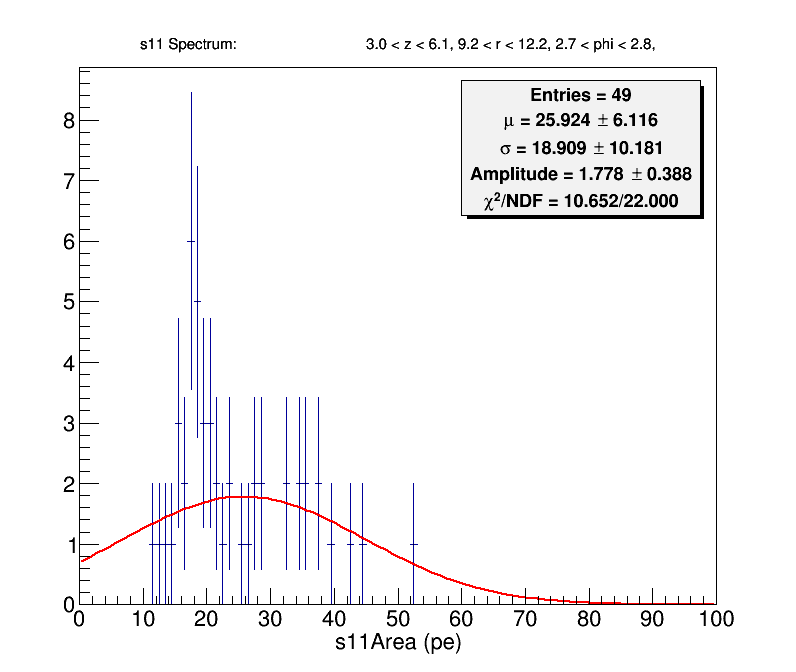 s11 Spectrum: 3.0 < z < 6.1, 9.2 < r < 12.2, 2.7 < phi < 2.8,
Entries = 49
μ = 25.924 ± 6.116
σ = 18.909 ± 10.181
Amplitude = 1.778 ± 0.388
χ²/NDF = 10.652/22.000
8
7
6
5
4
3
2
1
0
0 10 20 30 40 50 60 70 80 90 100
s11Area (pe)